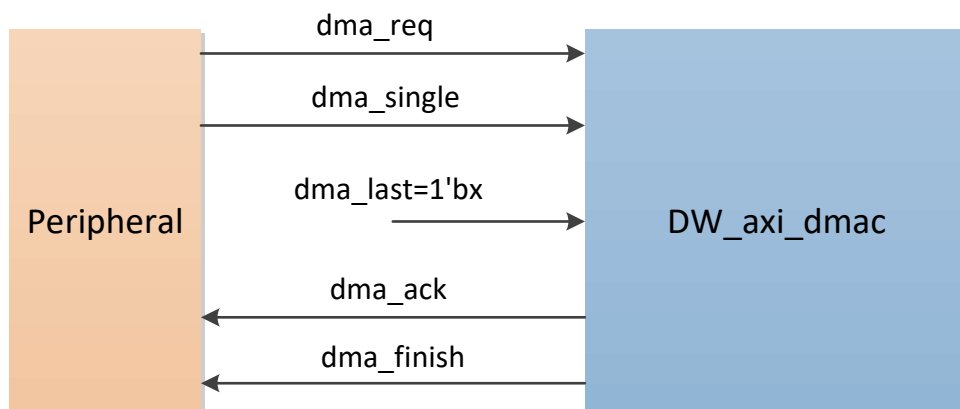 dma_req
dma_single
dma_last=1'bx
Peripheral
DW_axi_dmac
dma_ack
dma_finish